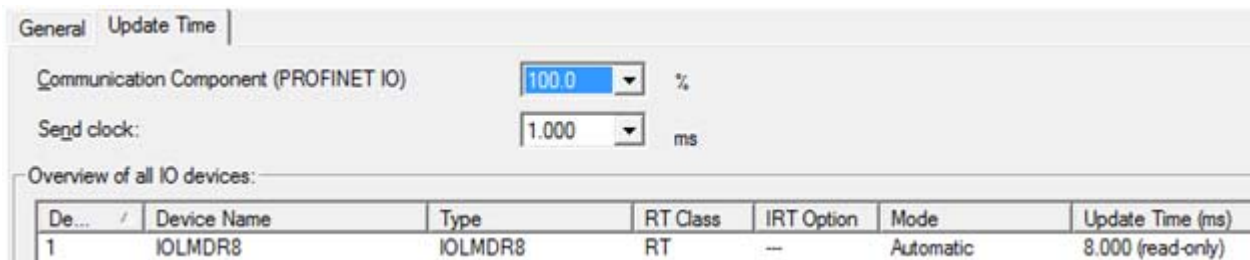 General Update Time
Communication Component (PROFINET IO) 100.0 %
Send clock: 1.000 ms
Overview of all IO devices:
De... / Device Name Type RT Class IRT Option Mode Update Time (ms)
1 IOLMDR8 IOLMDR8 RT --- Automatic 8.000 (read-only)